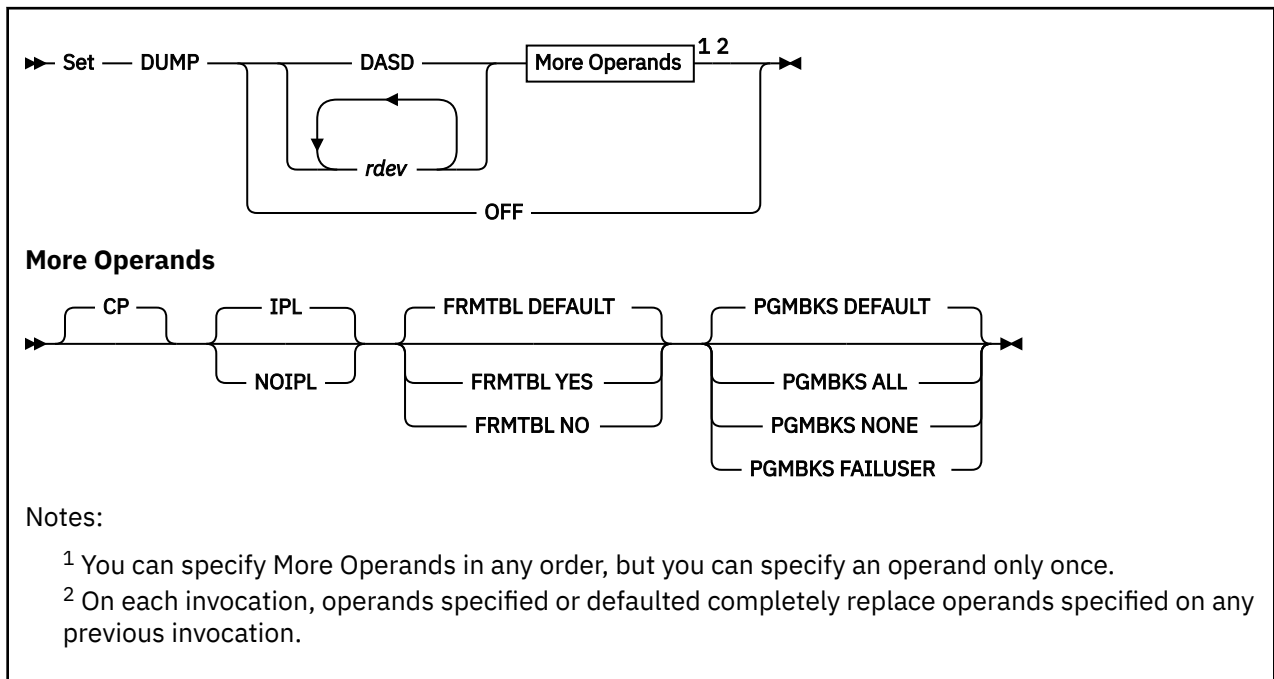 Set DUMP DASD More Operands 1 2
rdev
OFF
More Operands
CP IPL FRMTBL DEFAULT PGMBKS DEFAULT
NOIPL FRMTBL YES PGMBKS ALL
FRMTBL NO PGMBKS NONE
PGMBKS FAILUSER
Notes:
1 You can specify More Operands in any order, but you can specify an operand only once.
2 On each invocation, operands specified or defaulted completely replace operands specified on any
previous invocation.